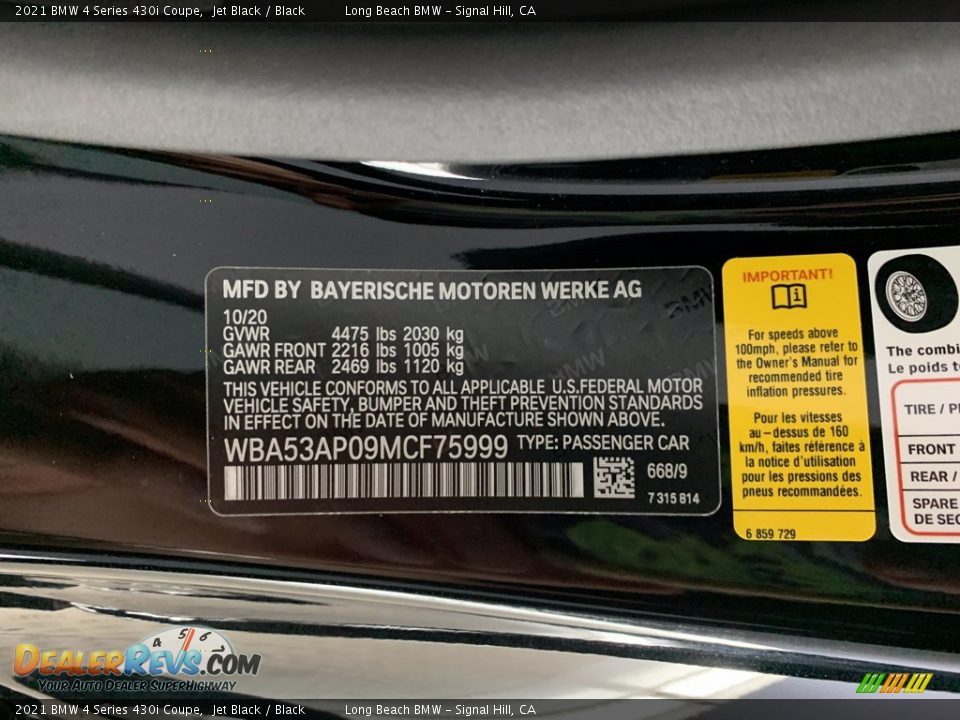 2021 BMW 4 Series 430i Coupe,  Jet Black / Black        Long Beach BMW - Signal Hill, CA
MFD BY BAYERISCHE MOTOREN WERKE AG
10/20
GVWR 4475 lbs 2030 kg
GAWR FRONT 2216 lbs 1005 kg
GAWR REAR 2469 lbs 1120 kg
THIS VEHICLE CONFORMS TO ALL APPLICABLE U.S.FEDERAL MOTOR
VEHICLE SAFETY, BUMPER AND THEFT PREVENTION STANDARDS
IN EFFECT ON THE DATE OF MANUFACTURE SHOWN ABOVE.
WBA53AP09MCF75999 TYPE: PASSENGER CAR
668/9
7 315 814
IMPORTANT!
For speeds above
100mph, please refer to
the Owner's Manual for
recommended tire
inflation pressures.
Pour les vitesses
au-dessus de 160
km/h, faites référence à
la notice d'utilisation
pour les pressions des
pneus recommandées.
6 859 729
The combi
Le poids t
TIRE /
FRONT
REAR /
SPARE
DE SEC
4 5 6
DEALERREVS.COM
YOUR AUTO DEALER SUPERHIGHWAY
2021 BMW 4 Series 430i Coupe,  Jet Black / Black        Long Beach BMW - Signal Hill, CA